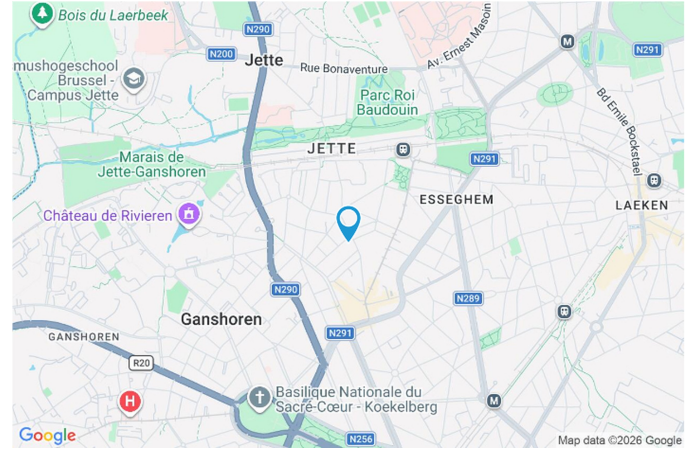 Bois du Laerbeek
N290
N200
Jette
Rue Bonaventure
Av. Ernest Masoin
M
N291
mushogeschool
Brussel -
Campus Jette
Parc Roi
Baudouin
Bd Emile Bockstael
Marais de
Jette-Ganshoren
JETTE
N291
ESSEGHEM
LAEKEN
Château de Rivieren
N290
N289
Ganshoren
GANSHOREN
N291
R20
H
Basilique Nationale du
Sacré-Cœur - Koekelberg
M
N256
Google
Map data ©2026 Google